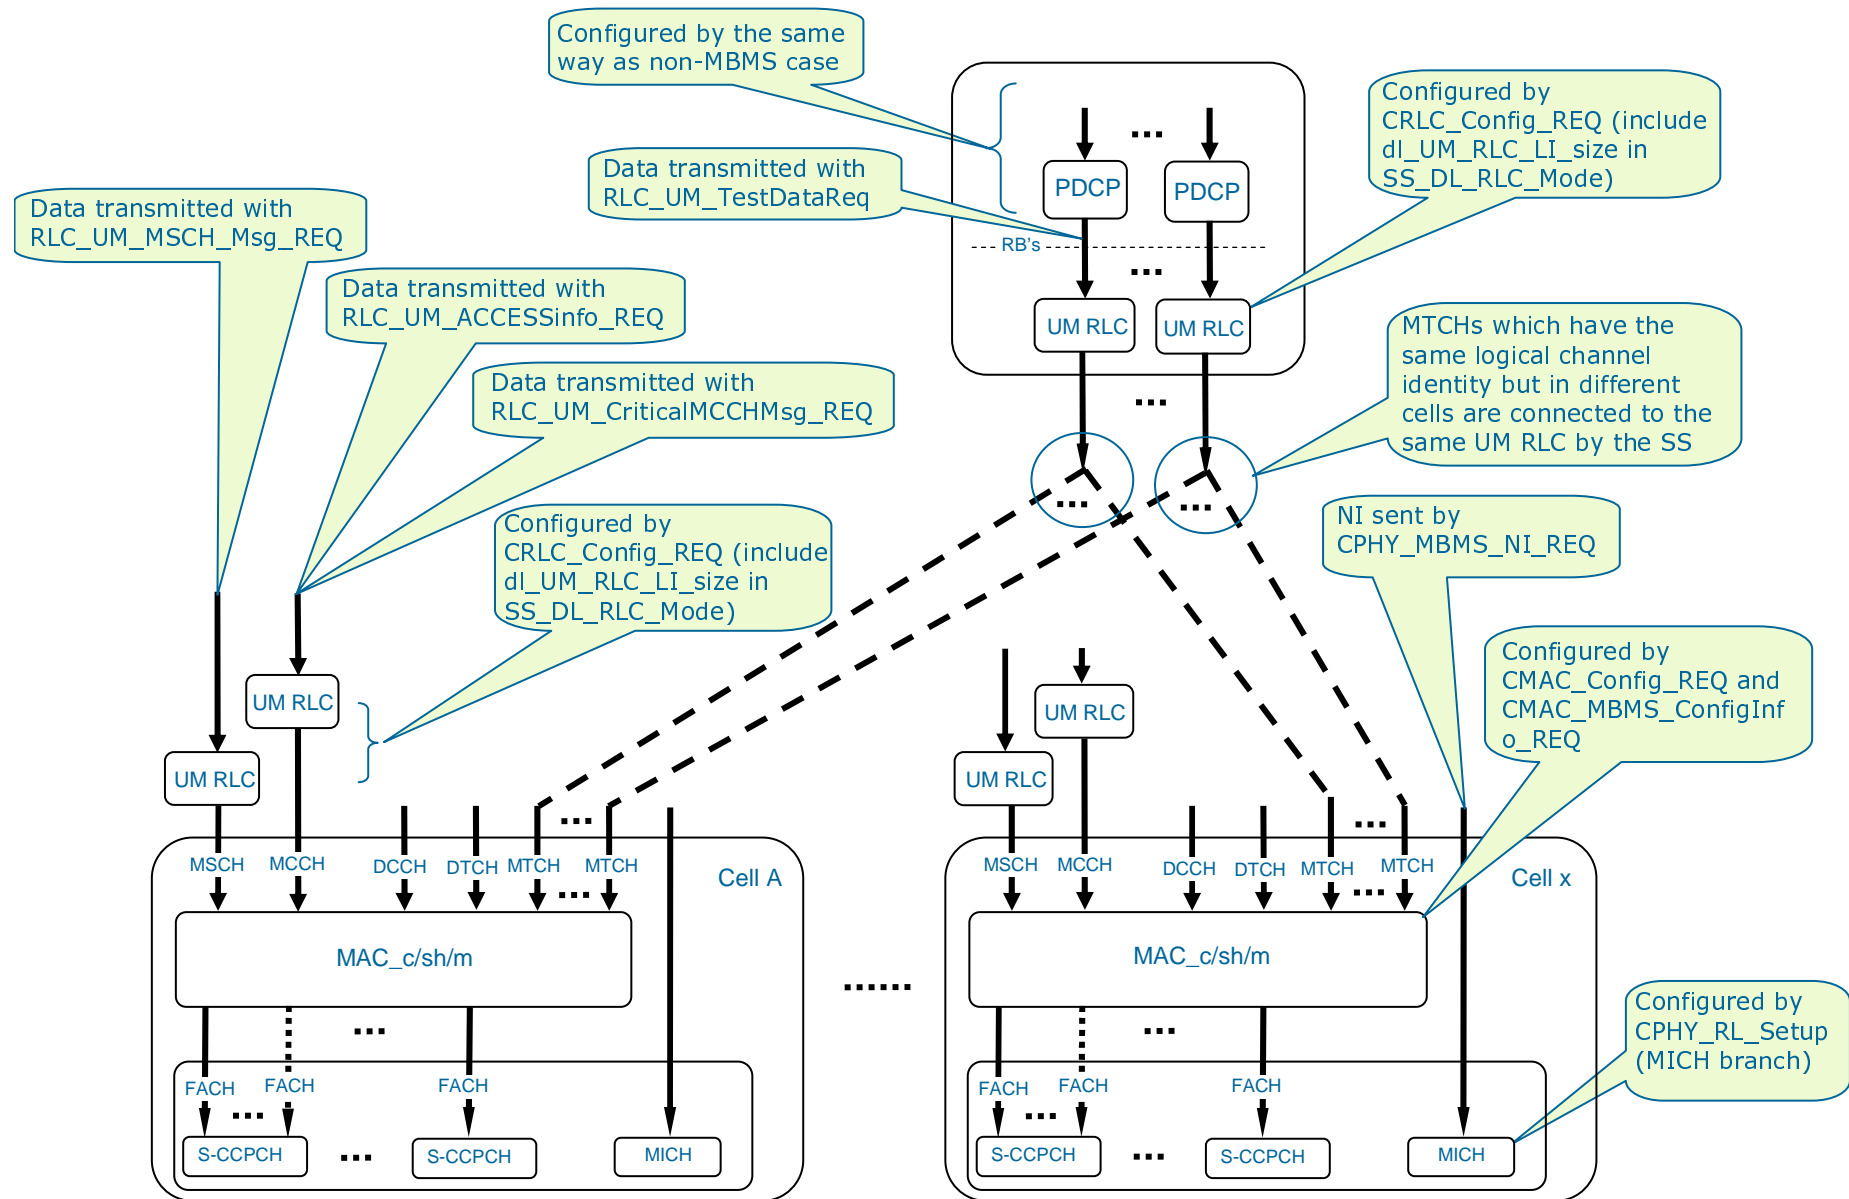 Configured by the same
way as non-MBMS case
Configured by
CRLC_Config_REQ (include
dl_UM_RLC_LI_size in
SS_DL_RLC_Mode)
Data transmitted with
RLC_UM_TestDataReq
PDCP
PDCP
Data transmitted with
RLC_UM_MSCH_Msg_REQ
RB's
Data transmitted with
RLC_UM_ACCESSinfo_REQ
UM RLC
UM RLC
MTCHs which have the
same logical channel
identity but in different
cells are connected to the
same UM RLC by the SS
Data transmitted with
RLC_UM_CriticalMCCHMsg_REQ
Configured by
CRLC_Config_REQ (include
dl_UM_RLC_LI_size in
SS_DL_RLC_Mode)
NI sent by
CPHY_MBMS_NI_REQ
Configured by
CMAC_Config_REQ and
CMAC_MBMS_ConfigInf
o_REQ
UM RLC
UM RLC
UM RLC
UM RLC
MSCH
MCCH
DCCH
DTCH
MTCH
MTCH
Cell A
MSCH
MCCH
DCCH
DTCH
MTCH
MTCH
Cell x
MAC_c/sh/m
MAC_c/sh/m
Configured by
CPHY_RL_Setup
(MICH branch)
FACH
FACH
FACH
FACH
FACH
FACH
S-CCPCH
S-CCPCH
MICH
S-CCPCH
S-CCPCH
MICH